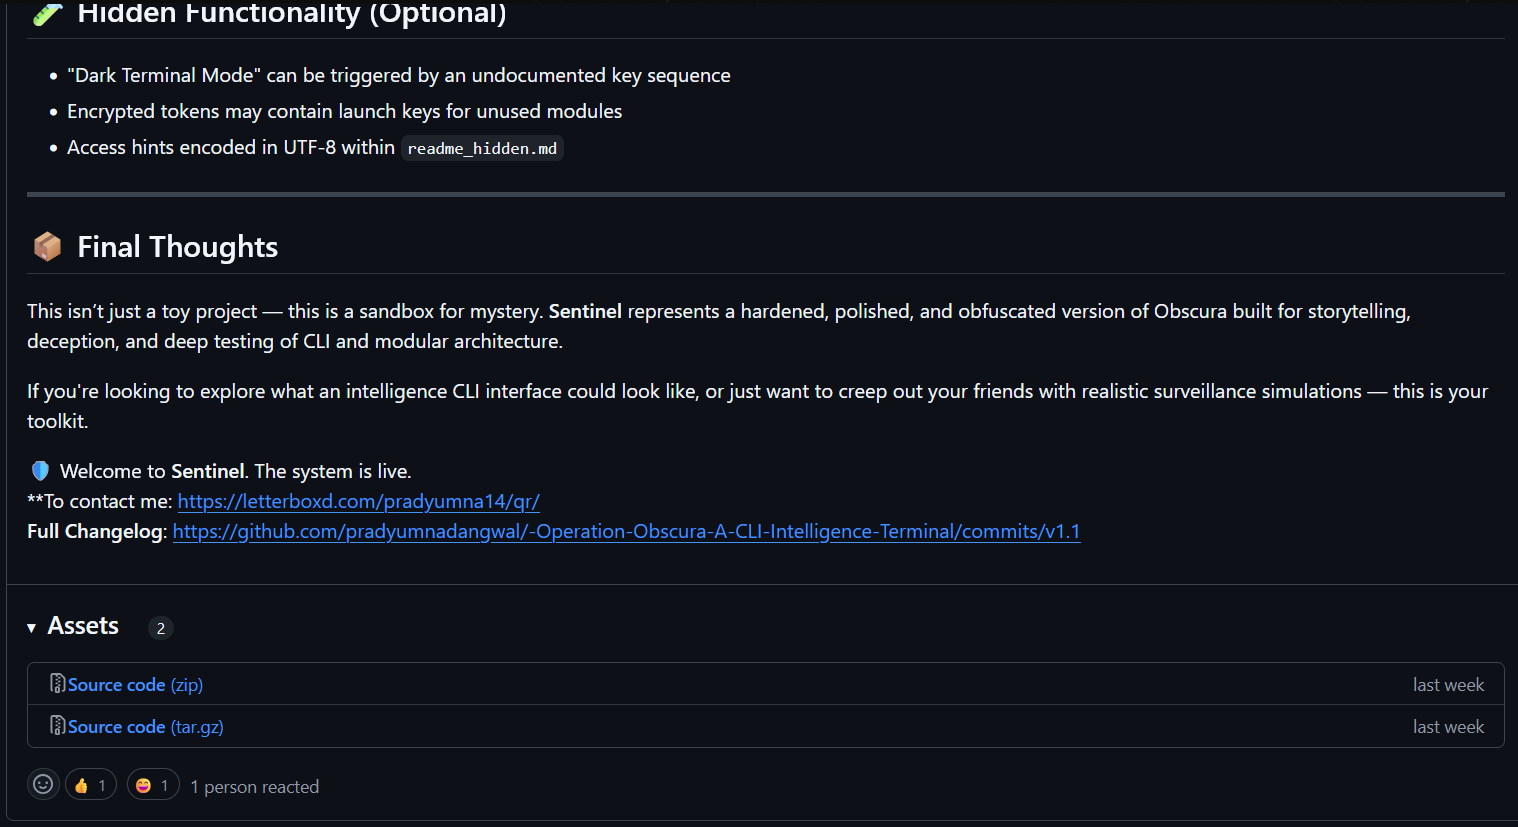 Hidden Functionality (Optional)
"Dark Terminal Mode" can be triggered by an undocumented key sequence
Encrypted tokens may contain launch keys for unused modules
Access hints encoded in UTF-8 within readme_hidden.md
Final Thoughts
This isn’t just a toy project — this is a sandbox for mystery. Sentinel represents a hardened, polished, and obfuscated version of Obscura built for storytelling,
deception, and deep testing of CLI and modular architecture.
If you're looking to explore what an intelligence CLI interface could look like, or just want to creep out your friends with realistic surveillance simulations — this is your
toolkit.
Welcome to Sentinel. The system is live.
**To contact me: https://letterboxd.com/pradyumna14/qr/
Full Changelog: https://github.com/pradyumnadangwal/-Operation-Obscura-A-CLI-Intelligence-Terminal/commits/v1.1
Assets 2
Source code (zip) last week
Source code (tar.gz) last week
1 1 1 person reacted